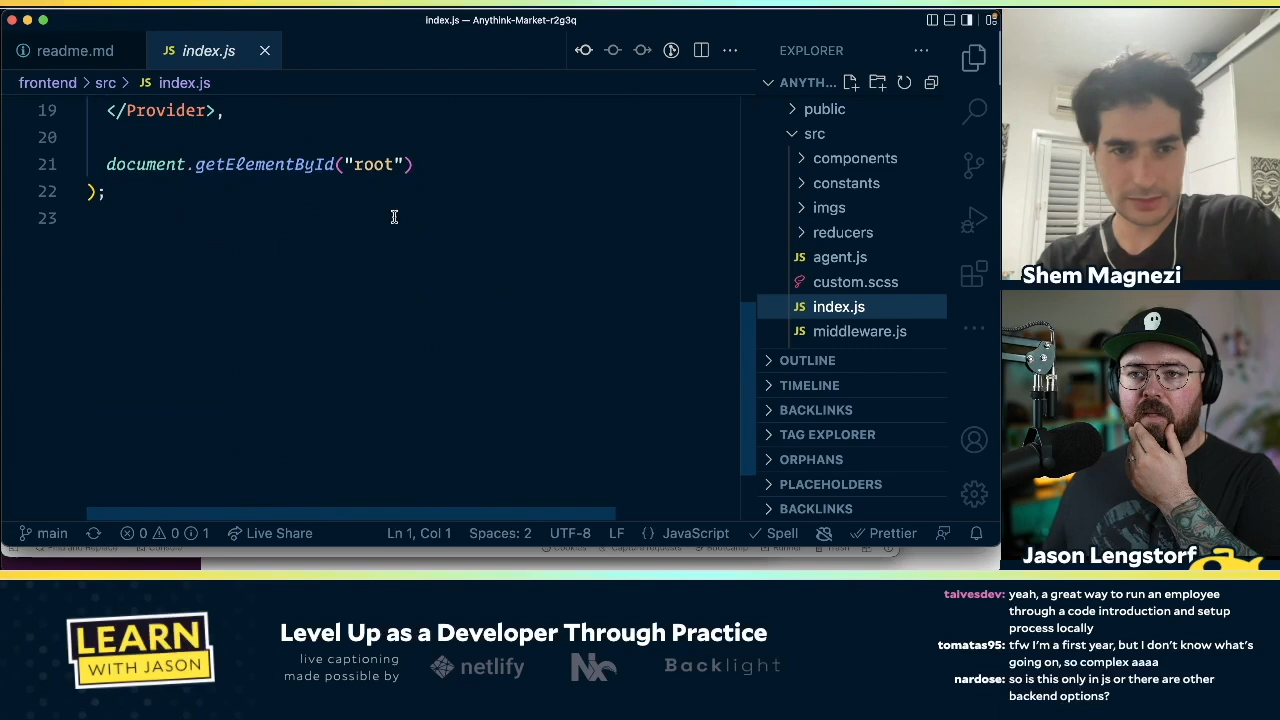 index.js — Anythink-Market-r2g3q
readme.md
JS index.js
frontend > src > JS index.js
19 </Provider>,
20
21 document.getElementById("root")
22 );
23
EXPLORER
ANYTH...
public
src
components
constants
imgs
reducers
JS agent.js
custom.scss
JS index.js
JS middleware.js
OUTLINE
TIMELINE
BACKLINKS
TAG EXPLORER
ORPHANS
PLACEHOLDERS
BACKLINKS
main 0 0 1 Live Share Ln 1, Col 1 Spaces: 2 UTF-8 LF {} JavaScript Spell Prettier
Shem Magnezi
Jason Lengstorf
LEARN
WITH JASON
Level Up as a Developer Through Practice
live captioning
made possible by
netlify
Backlight
talvesdev: yeah, a great way to run an employee
through a code introduction and setup
process locally
tomatas95: tfw I'm a first year, but I don't know what's
going on, so complex aaaa
nardose: so is this only in js or there are other
backend options?